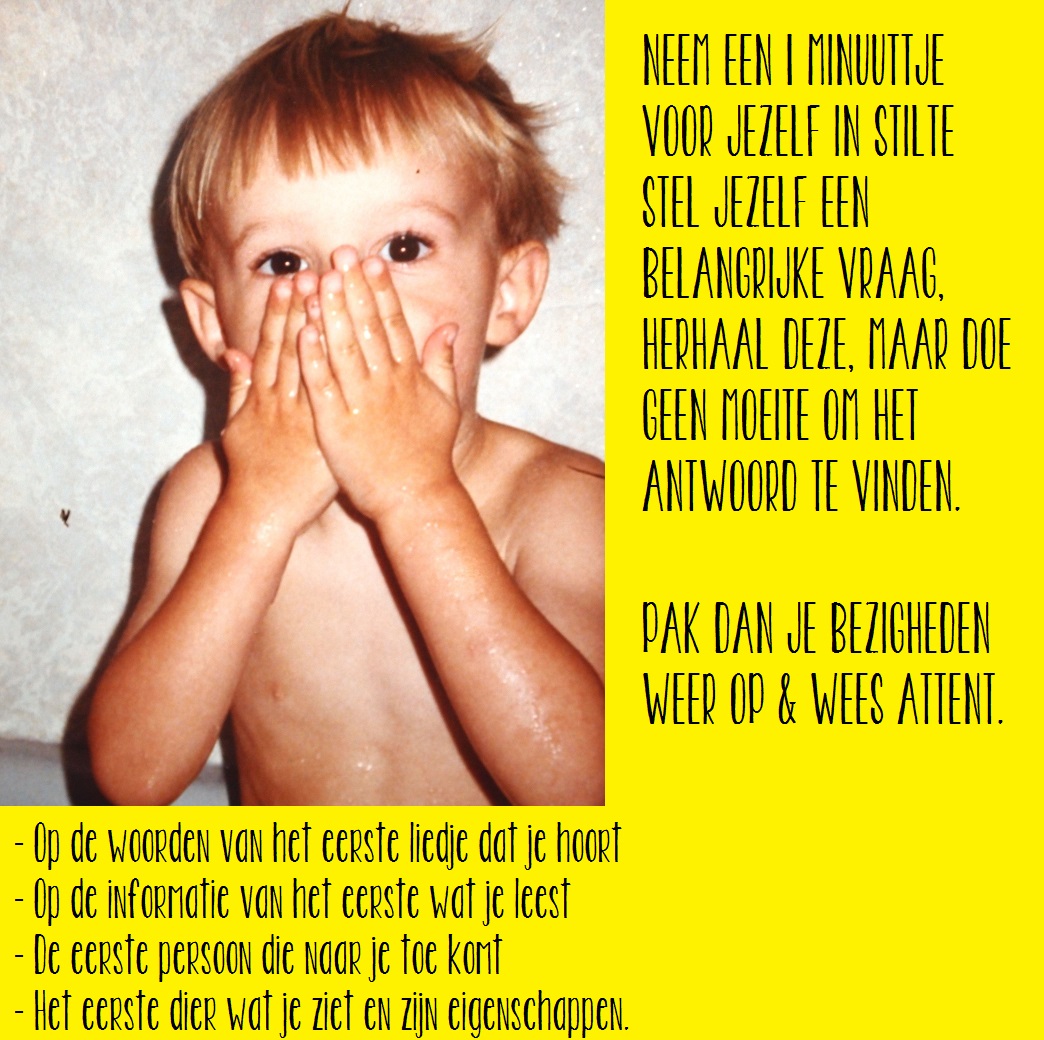 NEEM EEN 1 MINUUTTJE
VOOR JEZELF IN STILTE
STEL JEZELF EEN
BELANGRIJKE VRAAG,
HERHAAL DEZE, MAAR DOE
GEEN MOEITE OM HET
ANTWOORD TE VINDEN.
PAK DAN JE BEZIGHEDEN
WEER OP & WEES ATTENT.
- Op de woorden van het eerste liedje dat je hoort
- Op de informatie van het eerste wat je leest
- De eerste persoon die naar je toe komt
- Het eerste dier wat je ziet en zijn eigenschappen.